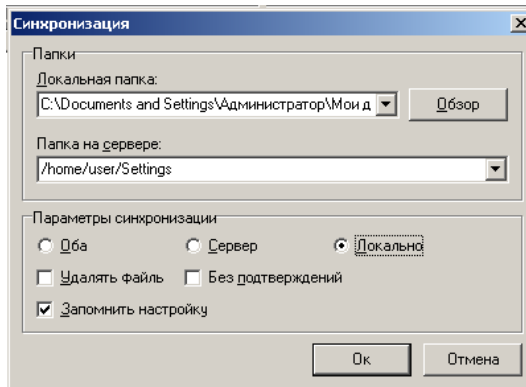 Синхронизация
Папки
Локальная папка:
C:\Documents and Settings\Администратор\Мои д
Обзор
Папка на сервере:
/home/user/Settings
Параметры синхронизации
Оба Сервер Локально
Удалять файлы Без подтверждений
Запомнить настройку
Ок Отмена